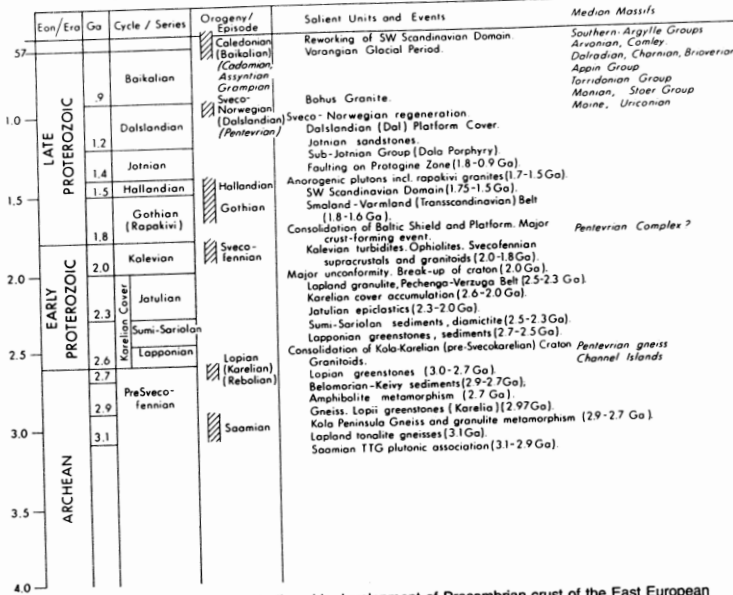 Eon/Era Ga Cycle / Series Orogeny/ Episode Salient Units and Events Median Massifs
.57
1.0
1.5
2.0
2.5
3.0
3.5
4.0
LATE PROTEROZOIC
EARLY PROTEROZOIC
ARCHEAN
.9
1.2
1.4
1.5
1.8
2.0
2.3
2.6
2.7
2.9
3.1
Baikalian
Dalslandian
Jotnian
Hallandian
Gothian
(Rapakivi)
Kalevian
Karelian Cover
Jatulian
Sumi-Sariolan
Lapponian
PreSveco-
fennian
Caledonian
(Baikalian)
(Cadomian,
Assyntian
Grampian
Sveco-
Norwegian
(Dalslandian)
(Pentevrian)
Hallandian
Gothian
Sveco-
fennian
Lopian
(Karelian)
(Rebolian)
Saamian
Reworking of SW Scandinavian Domain.
Varangian Glacial Period.
Bohus Granite.
Sveco-Norwegian regeneration.
Dalslandian (Dal) Platform Cover.
Jotnian sandstones.
Sub-Jotnian Group (Dala Porphyry).
Faulting on Protogine Zone (1.8-0.9 Ga).
Anorogenic plutons incl. rapakivi granites (1.7-1.5Ga).
SW Scandinavian Domain (1.75-1.5Ga).
Smaland-Varmland (Transscandinavian) Belt
(1.8-1.6 Ga).
Consolidation of Baltic Shield and Platform. Major
crust-forming event.
Kalevian turbidites. Ophiolites. Svecofennian
supracrustals and granitoids (2.0-1.8Ga).
Major unconformity. Break-up of craton (2.0 Ga).
Lapland granulite, Pechenga-Verzuga Belt (2.5-2.3 Ga).
Karelian cover accumulation (2.6-2.0 Ga).
Jatulian epiclastics (2.3-2.0 Ga).
Sumi-Sariolan sediments, diamictite (2.5-2.3Ga).
Lapponian greenstones, sediments (2.7-2.5 Ga).
Consolidation of Kola-Karelian (pre-Svecokarelian) Craton
Granitoids.
Lopian greenstones (3.0-2.7 Ga).
Belomorian-Keivy sediments (2.9-2.7Ga),
Amphibolite metamorphism (2.7 Ga).
Gneiss. Lopii greenstones (Karelia) (2.97Ga).
Kola Peninsula Gneiss and granulite metamorphism (2.9-2.7 Ga).
Lapland tonalite gneisses (3.1Ga).
Saamian TTG plutonic association (3.1-2.9 Ga).
Southern-Argylle Groups
Arvonian, Comley.
Dalradian, Charnian, Brioverian
Appin Group
Torridonian Group
Monian, Stoer Group
Moine, Uriconian
Pentevrian Complex ?
Pentevrian gneiss
Channel Islands
development of Precambrian crust of the East European